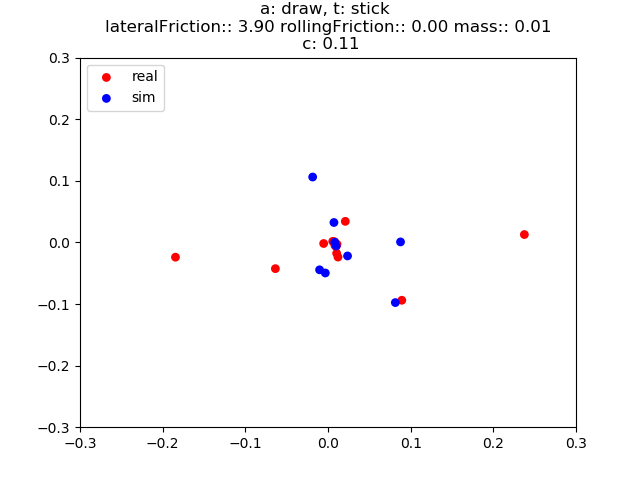 a: draw, t: stick
lateralFriction:: 3.90 rollingFriction:: 0.00 mass:: 0.01
c: 0.11
real
sim
0.3
0.2
0.1
0.0
−0.1
−0.2
−0.3
−0.3 −0.2 −0.1 0.0 0.1 0.2 0.3